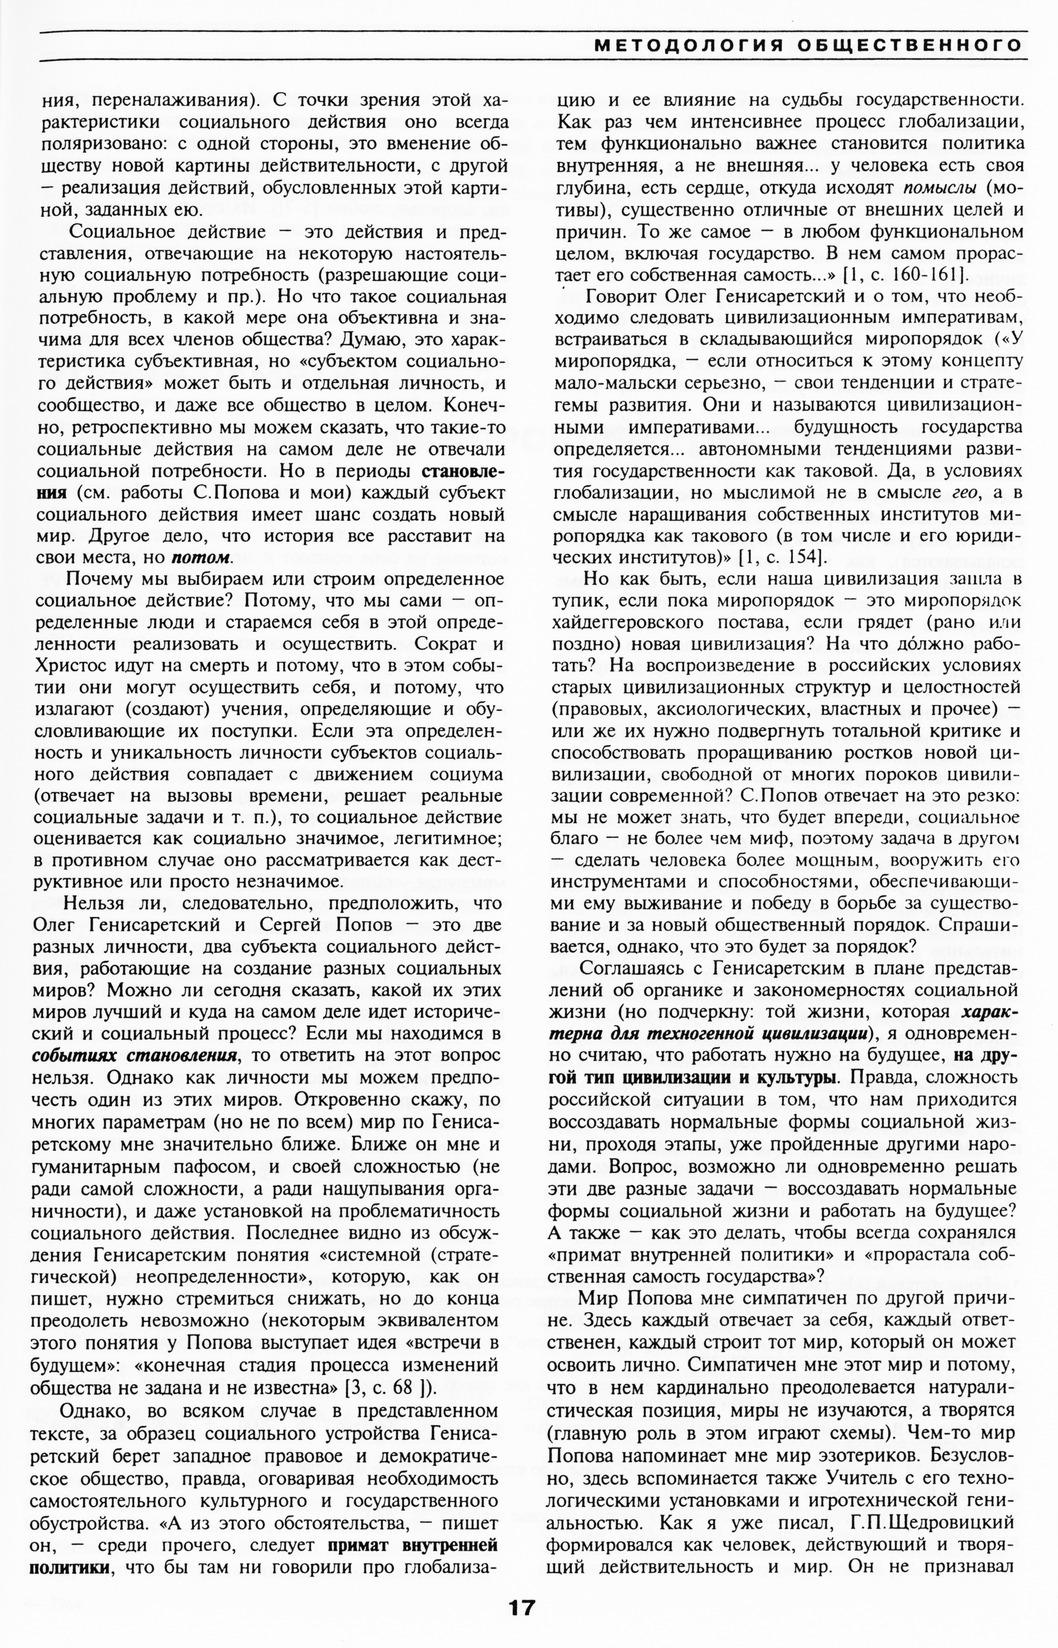 МЕТОДОЛОГИЯ ОБЩЕСТВЕННОГО
ния, переналаживания). С точки зрения этой ха-
рактеристики социального действия оно всегда
поляризовано: с одной стороны, это вменение об-
ществу новой картины действительности, с другой
— реализация действий, обусловленных этой карти-
ной, заданных ею.
Социальное действие — это действия и пред-
ставления, отвечающие на некоторую настоятель-
ную социальную потребность (разрешающие соци-
альную проблему и пр.). Но что такое социальная
потребность, в какой мере она объективна и зна-
чима для всех членов общества? Думаю, это харак-
теристика субъективная, но «субъектом социально-
го действия» может быть и отдельная личность, и
сообщество, и даже все общество в целом. Конеч-
но, ретроспективно мы можем сказать, что такие-то
социальные действия на самом деле не отвечали
социальной потребности. Но в периоды становле-
ния (см. работы С.Попова и мои) каждый субъект
социального действия имеет шанс создать новый
мир. Другое дело, что история все расставит на
свои места, но потом.
Почему мы выбираем или строим определенное
социальное действие? Потому, что мы сами — оп-
ределенные люди и стараемся себя в этой опреде-
ленности реализовать и осуществить. Сократ и
Христос идут на смерть и потому, что в этом собы-
тии они могут осуществить себя, и потому, что
излагают (создают) учения, определяющие и обу-
словливающие их поступки. Если эта определен-
ность и уникальность личности субъектов социаль-
ного действия совпадает с движением социума
(отвечает на вызовы времени, решает реальные
социальные задачи и т. п.), то социальное действие
оценивается как социально значимое, легитимное;
в противном случае оно рассматривается как дест-
руктивное или просто незначимое.
Нельзя ли, следовательно, предположить, что
Олег Генисаретский и Сергей Попов — это две
разных личности, два субъекта социального дейст-
вия, работающие на создание разных социальных
миров? Можно ли сегодня сказать, какой их этих
миров лучший и куда на самом деле идет историче-
ский и социальный процесс? Если мы находимся в
событиях становления, то ответить на этот вопрос
нельзя. Однако как личности мы можем предпо-
честь один из этих миров. Откровенно скажу, по
многих параметрам (но не по всем) мир по Гениса-
ретскому мне значительно ближе. Ближе он мне и
гуманитарным пафосом, и своей сложностью (не
ради самой сложности, а ради нащупывания орга-
ничности), и даже установкой на проблематичность
социального действия. Последнее видно из обсуж-
дения Генисаретским понятия «системной (страте-
гической) неопределенности», которую, как он
пишет, нужно стремиться снижать, но до конца
преодолеть невозможно (некоторым эквивалентом
этого понятия у Попова выступает идея «встречи в
будущем»: «конечная стадия процесса изменений
общества не задана и не известна» [3, с. 68 ]).
Однако, во всяком случае в представленном
тексте, за образец социального устройства Гениса-
ретский берет западное правовое и демократиче-
ское общество, правда, оговаривая необходимость
самостоятельного культурного и государственного
обустройства. «А из этого обстоятельства, — пишет
он, — среди прочего, следует примат внутренней
политики, что бы там ни говорили про глобализа-
цию и ее влияние на судьбы государственности.
Как раз чем интенсивнее процесс глобализации,
тем функционально важнее становится политика
внутренняя, а не внешняя... у человека есть своя
глубина, есть сердце, откуда исходят помыслы (мо-
тивы), существенно отличные от внешних целей и
причин. То же самое — в любом функциональном
целом, включая государство. В нем самом прорас-
тает его собственная самость...» [1, с. 160-161].
Говорит Олег Генисаретский и о том, что необ-
ходимо следовать цивилизационным императивам,
встраиваться в складывающийся миропорядок («У
миропорядка, — если относиться к этому концепту
мало-мальски серьезно, — свои тенденции и страте-
гемы развития. Они и называются цивилизацион-
ными императивами... будущность государства
определяется... автономными тенденциями разви-
тия государственности как таковой. Да, в условиях
глобализации, но мыслимой не в смысле гео, а в
смысле наращивания собственных институтов ми-
ропорядка как такового (в том числе и его юриди-
ческих институтов)» [1, с. 154].
Но как быть, если наша цивилизация зашла в
тупик, если пока миропорядок — это миропорядок
хайдеггеровского постава, если грядет (рано или
поздно) новая цивилизация? На что до́лжно рабо-
тать? На воспроизведение в российских условиях
старых цивилизационных структур и целостностей
(правовых, аксиологических, властных и прочее) —
или же их нужно подвергнуть тотальной критике и
способствовать проращиванию ростков новой ци-
вилизации, свободной от многих пороков цивили-
зации современной? С.Попов отвечает на это резко:
мы не может знать, что будет впереди, социальное
благо — не более чем миф, поэтому задача в другом
— сделать человека более мощным, вооружить его
инструментами и способностями, обеспечивающи-
ми ему выживание и победу в борьбе за существо-
вание и за новый общественный порядок. Спраши-
вается, однако, что это будет за порядок?
Соглашаясь с Генисаретским в плане представ-
лений об органике и закономерностях социальной
жизни (но подчеркну: той жизни, которая харак-
терна для техногенной цивилизации), я одновремен-
но считаю, что работать нужно на будущее, на дру-
гой тип цивилизации и культуры. Правда, сложность
российской ситуации в том, что нам приходится
воссоздавать нормальные формы социальной жиз-
ни, проходя этапы, уже пройденные другими наро-
дами. Вопрос, возможно ли одновременно решать
эти две разные задачи — воссоздавать нормальные
формы социальной жизни и работать на будущее?
А также — как это делать, чтобы всегда сохранялся
«примат внутренней политики» и «прорастала соб-
ственная самость государства»?
Мир Попова мне симпатичен по другой причи-
не. Здесь каждый отвечает за себя, каждый ответ-
ственен, каждый строит тот мир, который он может
освоить лично. Симпатичен мне этот мир и потому,
что в нем кардинально преодолевается натурали-
стическая позиция, миры не изучаются, а творятся
(главную роль в этом играют схемы). Чем-то мир
Попова напоминает мне мир эзотериков. Безуслов-
но, здесь вспоминается также Учитель с его техно-
логическими установками и игротехнической гени-
альностью. Как я уже писал, Г.П.Щедровицкий
формировался как человек, действующий и творя-
щий действительность и мир. Он не признавал
17